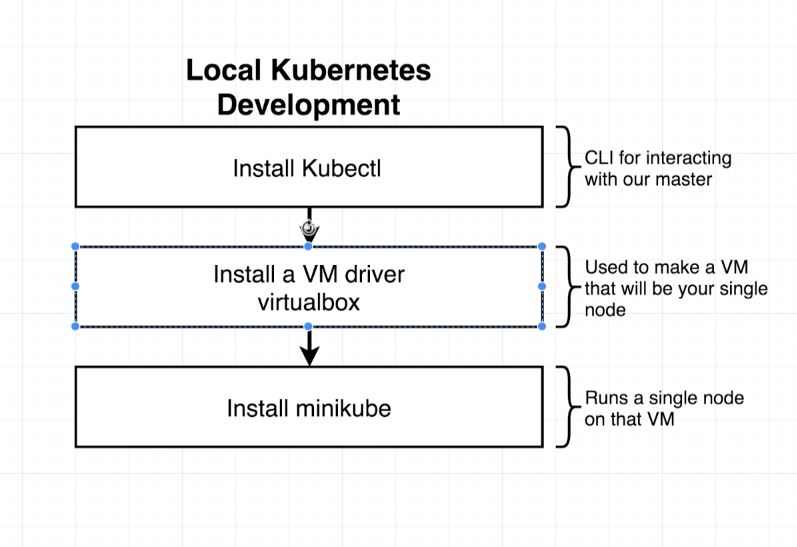 Local Kubernetes
Development
Install Kubectl
CLI for interacting
with our master
Install a VM driver
virtualbox
Used to make a VM
that will be your single
node
Install minikube
Runs a single node
on that VM